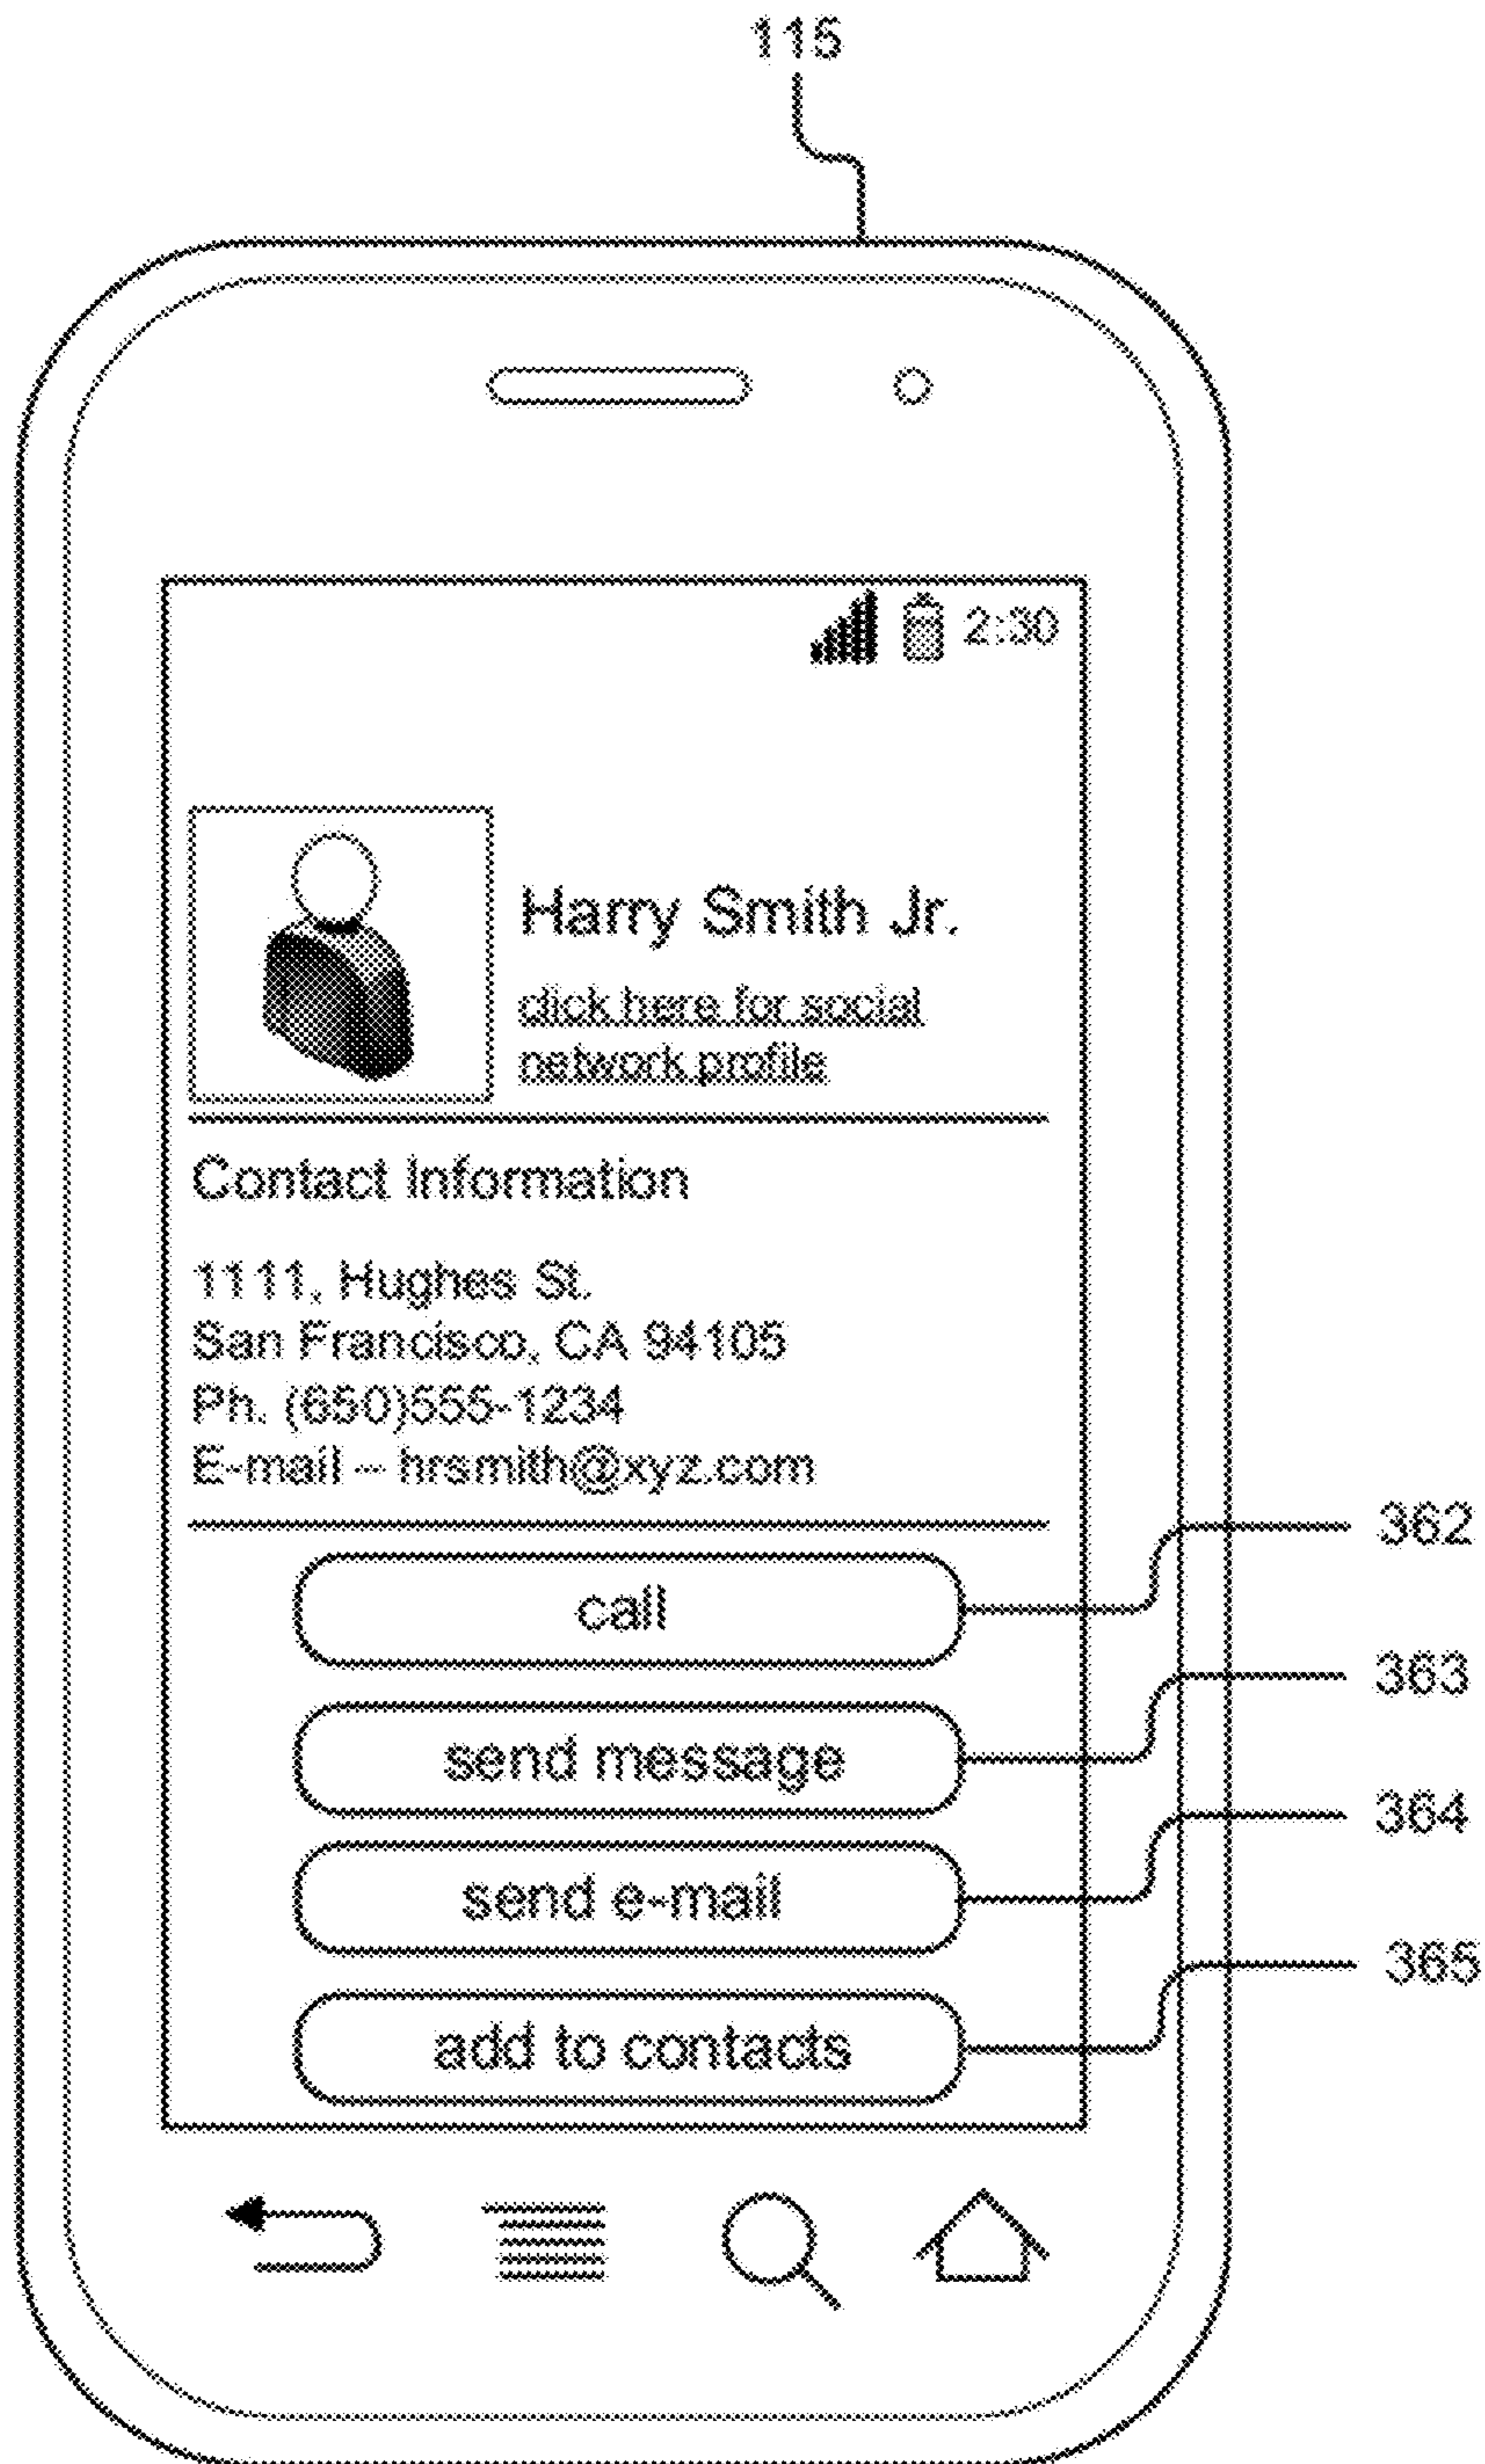 115
2:30
Harry Smith Jr.
click here for social
network profile
Contact Information
1111, Hughes St.
San Francisco, CA 94105
Ph. (650)555-1234
E-mail – hrsmith@xyz.com
362
call
363
send message
364
send e-mail
365
add to contacts